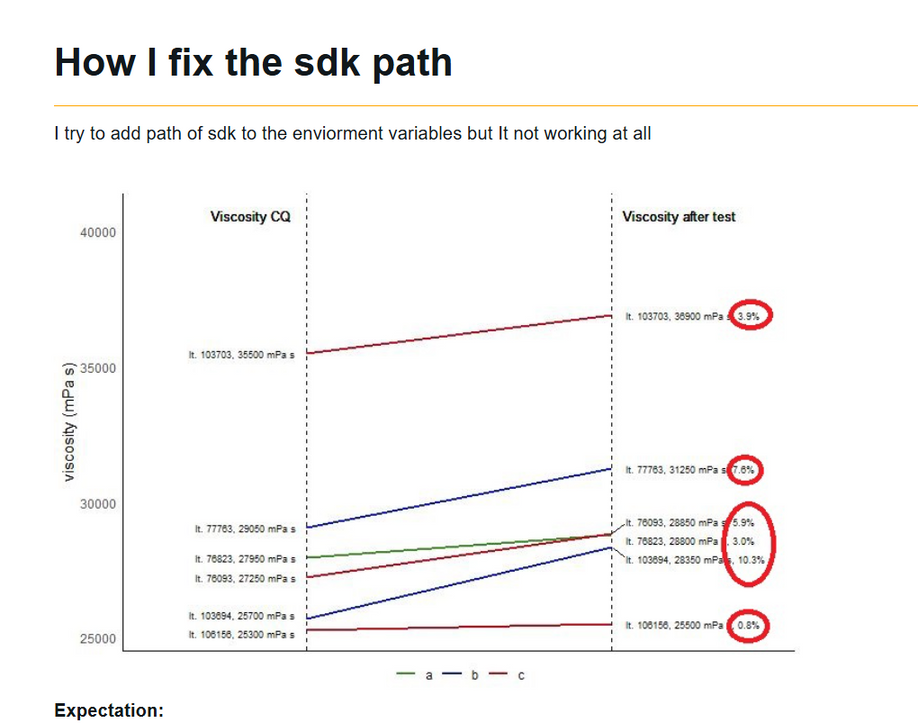 How I fix the sdk path
I try to add path of sdk to the enviorment variables but It not working at all
Viscosity CQ
Viscosity after test
40000
lt. 103703, 36900 mPa s, 3.9%
lt. 103703, 35500 mPa s
35000
viscosity (mPa s)
lt. 77763, 31250 mPa s, 7.6%
30000
lt. 76093, 28850 mPa s, 5.9%
lt. 77763, 29050 mPa s
lt. 76823, 28800 mPa s, 3.0%
lt. 76823, 27950 mPa s
lt. 103694, 28350 mPa s, 10.3%
lt. 76093, 27250 mPa s
lt. 103694, 25700 mPa s
lt. 106156, 25500 mPa s, 0.8%
lt. 106156, 25300 mPa s
25000
a b c
Expectation: